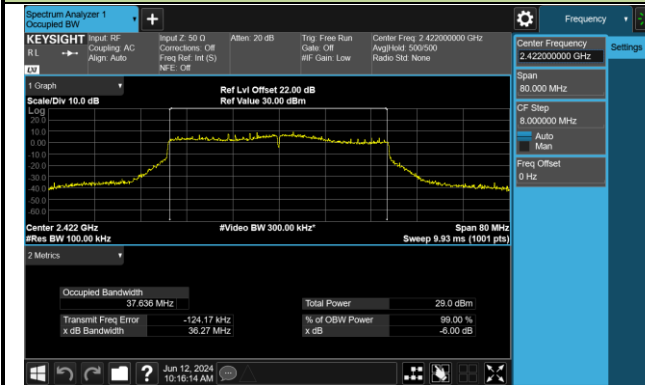 Spectrum Analyzer 1
Occupied BW
+
Frequency
KEYSIGHT
Input: RF
Input Z: 50 Ω
Atten: 20 dB
Trig: Free Run
Center Freq: 2.422000000 GHz
RL
Coupling: AC
Corrections: Off
Gate: Off
Avg|Hold: 500/500
Align: Auto
Freq Ref: Int (S)
#IF Gain: Low
Radio Std: None
NFE: Off
LXI
Center Frequency
2.422000000 GHz
Settings
Span
80.000 MHz
CF Step
8.000000 MHz
Auto
Man
Freq Offset
0 Hz
1 Graph
Ref Lvl Offset 22.00 dB
Scale/Div 10.0 dB
Ref Value 30.00 dBm
Log
20.0
10.0
0.00
-10.0
-20.0
-30.0
-40.0
-50.0
-60.0
Center 2.422 GHz
#Video BW 300.00 kHz*
Span 80 MHz
#Res BW 100.00 kHz
Sweep 9.93 ms (1001 pts)
2 Metrics
Occupied Bandwidth
37.636 MHz
Total Power 29.0 dBm
Transmit Freq Error -124.17 kHz
% of OBW Power 99.00 %
x dB Bandwidth 36.27 MHz
x dB -6.00 dB
?
Jun 12, 2024
10:16:14 AM